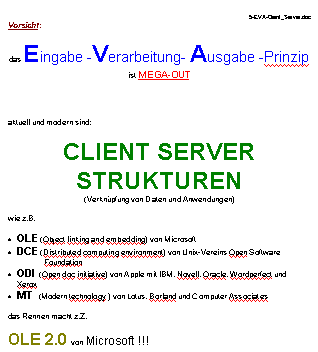 5-EVA-Client_Server.doc
Vorsicht:
das Eingabe -Verarbeitung- Ausgabe -Prinzip
ist MEGA-OUT
aktuell und modern sind:
CLIENT SERVER
STRUKTUREN
(Verknüpfung von Daten und Anwendungen)
wie z.B.
• OLE (Object linting and embedding) von Microsoft
• DCE (Distributed computing environment) von Unix-Vereins Open Software
Foundation
• ODI (Open doc initiative) von Apple mit IBM, Novell, Oracle, Wordperfect und
Xerox
• MT (Modern technology ) von Lotus, Borland und Computer Associates
das Rennen macht z.Z.
OLE 2.0 von Microsoft !!!